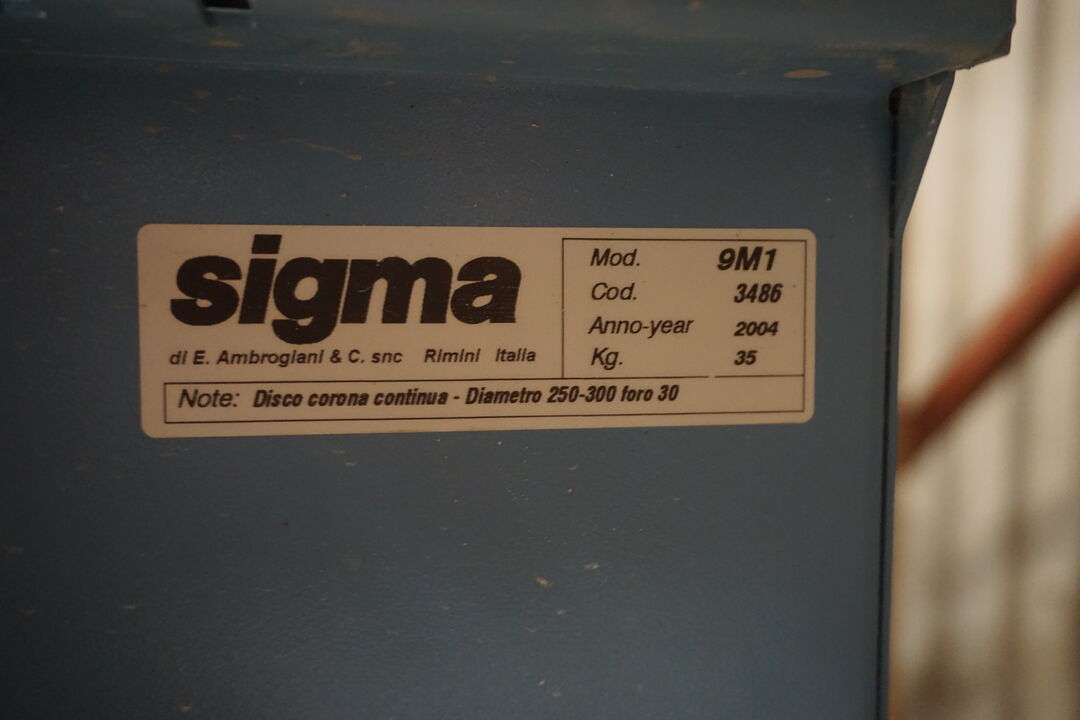 sigma
di E. Ambrogiani & C. snc Rimini Italia
Mod. 9M1
Cod. 3486
Anno-year 2004
Kg. 35
Note: Disco corona continua - Diametro 250-300 foro 30